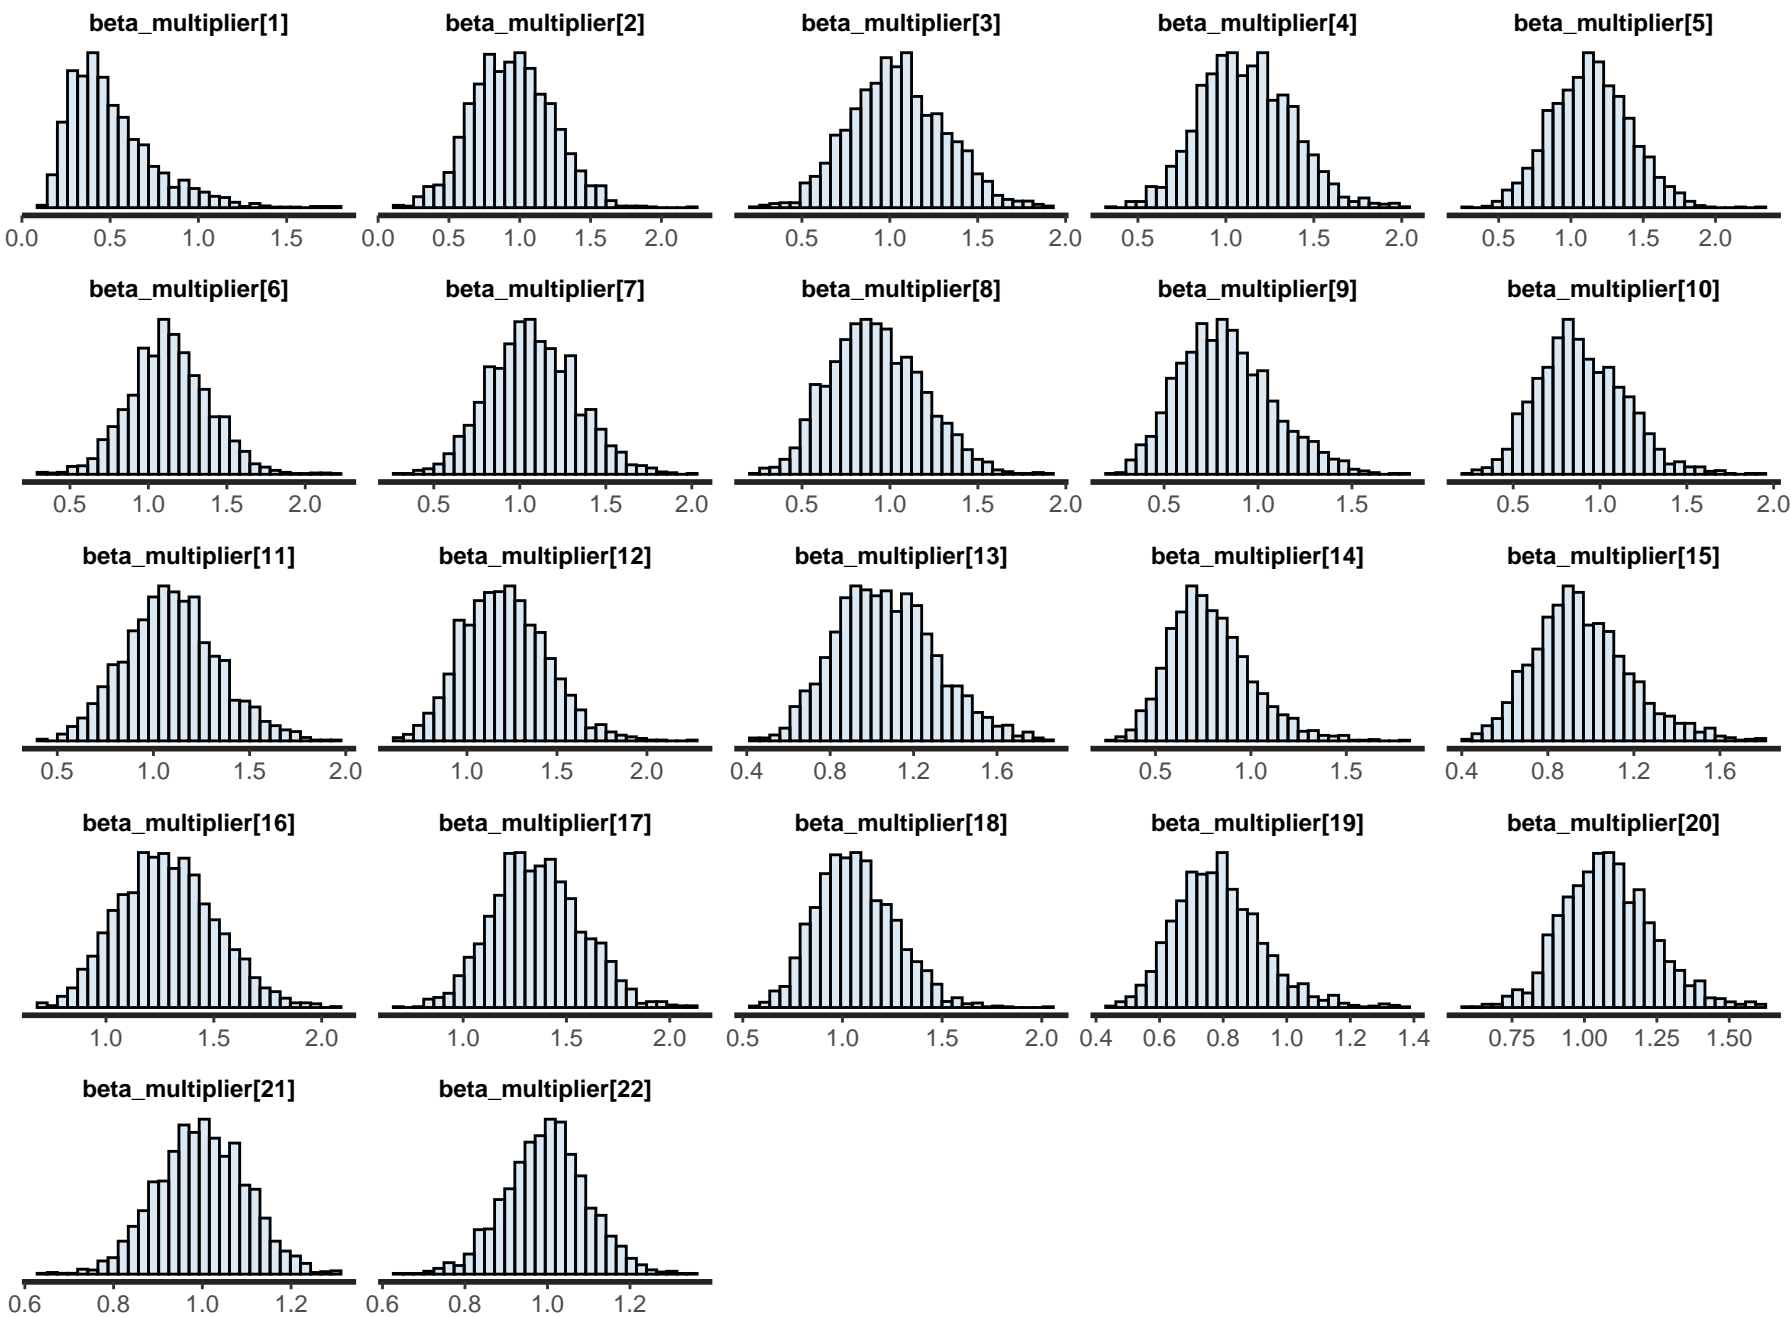 beta_multiplier[1] beta_multiplier[2] beta_multiplier[3] beta_multiplier[4] beta_multiplier[5]
0.0 0.5 1.0 1.5 0.0 0.5 1.0 1.5 2.0 0.5 1.0 1.5 2.0 0.5 1.0 1.5 2.0 0.5 1.0 1.5 2.0
beta_multiplier[6] beta_multiplier[7] beta_multiplier[8] beta_multiplier[9] beta_multiplier[10]
0.5 1.0 1.5 2.0 0.5 1.0 1.5 2.0 0.5 1.0 1.5 2.0 0.5 1.0 1.5 0.5 1.0 1.5 2.0
beta_multiplier[11] beta_multiplier[12] beta_multiplier[13] beta_multiplier[14] beta_multiplier[15]
0.5 1.0 1.5 2.0 1.0 1.5 2.0 0.4 0.8 1.2 1.6 0.5 1.0 1.5 0.4 0.8 1.2 1.6
beta_multiplier[16] beta_multiplier[17] beta_multiplier[18] beta_multiplier[19] beta_multiplier[20]
1.0 1.5 2.0 1.0 1.5 2.0 0.5 1.0 1.5 2.0 0.4 0.6 0.8 1.0 1.2 1.4 0.75 1.00 1.25 1.50
beta_multiplier[21] beta_multiplier[22]
0.6 0.8 1.0 1.2 0.6 0.8 1.0 1.2